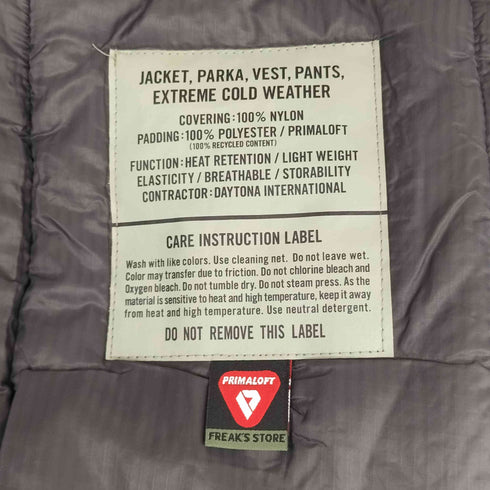 JACKET, PARKA, VEST, PANTS,
EXTREME COLD WEATHER
COVERING:100% NYLON
PADDING:100% POLYESTER / PRIMALOFT
(100% RECYCLED CONTENT)
FUNCTION:HEAT RETENTION / LIGHT WEIGHT
ELASTICITY / BREATHABLE / STORABILITY
CONTRACTOR: DAYTONA INTERNATIONAL
CARE INSTRUCTION LABEL
Wash with like colors. Use cleaning net. Do not leave wet.
Color may transfer due to friction. Do not chlorine bleach and
Oxygen bleach. Do not tumble dry. Do not steam press. As the
material is sensitive to heat and high temperature, keep it away
from heat and high temperature. Use neutral detergent.
DO NOT REMOVE THIS LABEL
PRIMALOFT
FREAK'S STORE